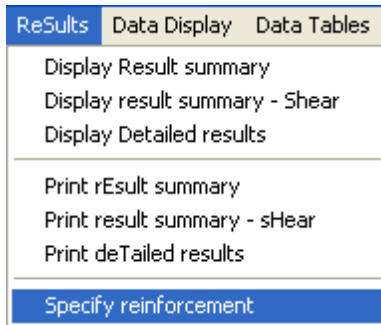 ReSults Data Display Data Tables
Display Result summary
Display result summary - Shear
Display Detailed results
Print rEsult summary
Print result summary - sHear
Print deTailed results
Specify reinforcement